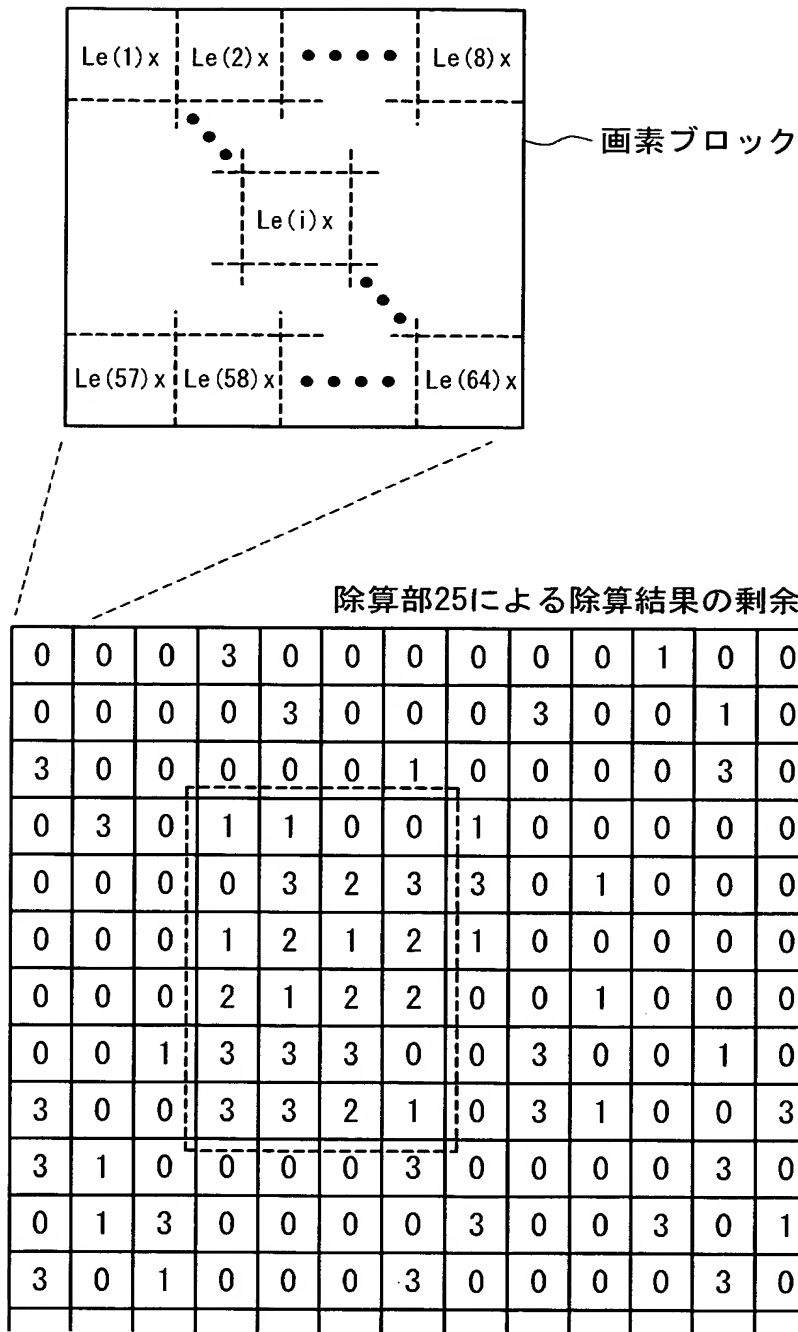 Le(1)x Le(2)x ●●●● Le(8)x
画素ブロック
Le(i)x
Le(57)x Le(58)x ●●●● Le(64)x
除算部25による除算結果の剰余
0 0 0 3 0 0 0 0 0 0 1 0 0
0 0 0 0 3 0 0 0 3 0 0 1 0
3 0 0 0 0 0 1 0 0 0 0 3 0
0 3 0 1 1 0 0 1 0 0 0 0 0
0 0 0 0 3 2 3 3 0 1 0 0 0
0 0 0 1 2 1 2 1 0 0 0 0 0
0 0 0 2 1 2 2 0 0 1 0 0 0
0 0 1 3 3 3 0 0 3 0 0 1 0
3 0 0 3 3 2 1 0 3 1 0 0 3
3 1 0 0 0 0 3 0 0 0 0 3 0
0 1 3 0 0 0 0 3 0 0 3 0 1
3 0 1 0 0 0 3 0 0 0 0 3 0